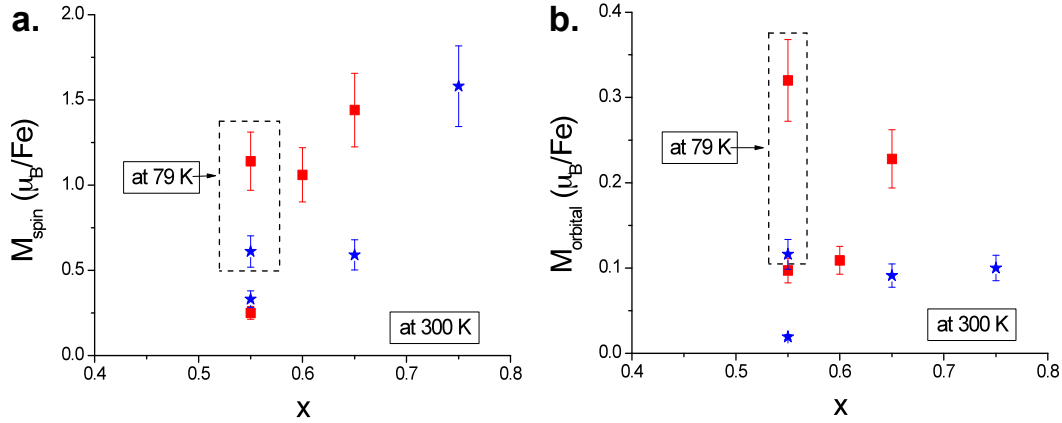 a.
2.0
1.5
1.0
0.5
0.0
M_spin (μ_B/Fe)
at 79 K
at 300 K
0.4 0.5 0.6 0.7 0.8
x
b.
0.4
0.3
0.2
0.1
0.0
M_orbital (μ_B/Fe)
at 79 K
at 300 K
0.4 0.5 0.6 0.7 0.8
x